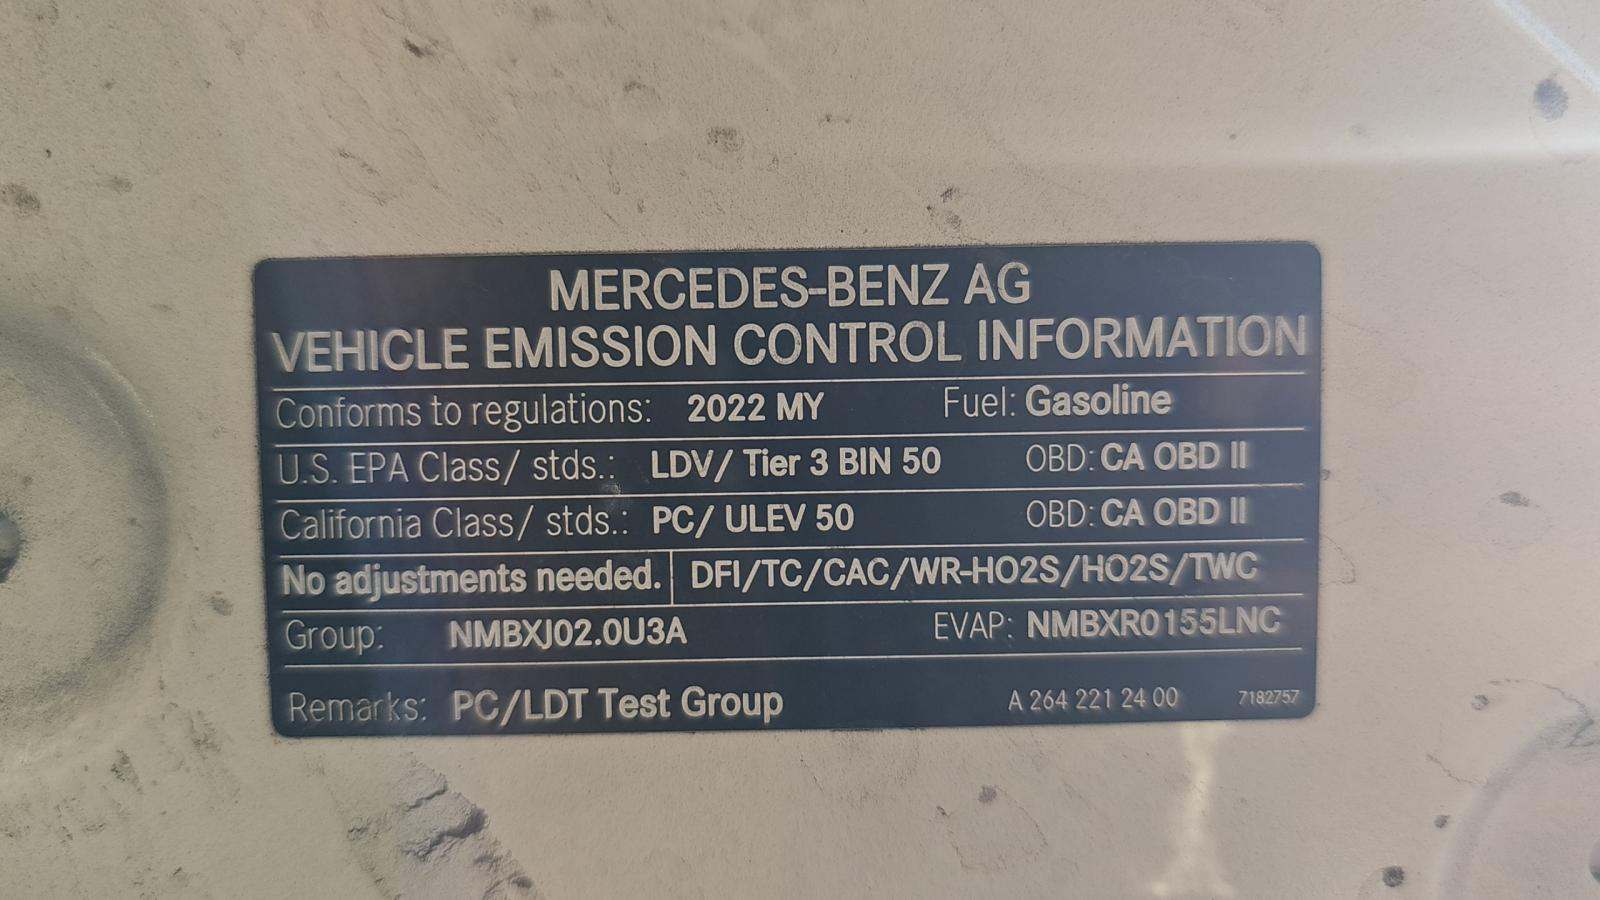 MERCEDES-BENZ AG
VEHICLE EMISSION CONTROL INFORMATION
Conforms to regulations: 2022 MY Fuel: Gasoline
U.S. EPA Class/ stds.: LDV/ Tier 3 BIN 50 OBD: CA OBD II
California Class/ stds.: PC/ ULEV 50 OBD: CA OBD II
No adjustments needed. DFI/TC/CAC/WR-HO2S/HO2S/TWC
Group: NMBXJ02.0U3A EVAP: NMBXR0155LNC
Remarks: PC/LDT Test Group A 264 221 24 00 7182757